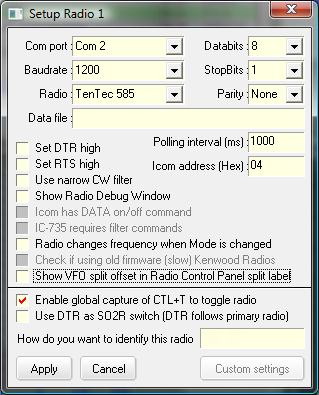 Setup Radio 1
Com port : Com 2 Databits : 8
Baudrate : 1200 StopBits : 1
Radio : TenTec 585 Parity : None
Data file :
Set DTR high Polling interval (ms) : 1000
Set RTS high Icom address (Hex) : 04
Use narrow CW filter
Show Radio Debug Window
Icom has DATA on/off command
IC-735 requires filter commands
Radio changes frequency when Mode is changed
Check if using old firmware (slow) Kenwood Radios
Show VFO split offset in Radio Control Panel split label
Enable global capture of CTL+T to toggle radio
Use DTR as SO2R switch (DTR follows primary radio)
How do you want to identify this radio
Apply Cancel Custom settings